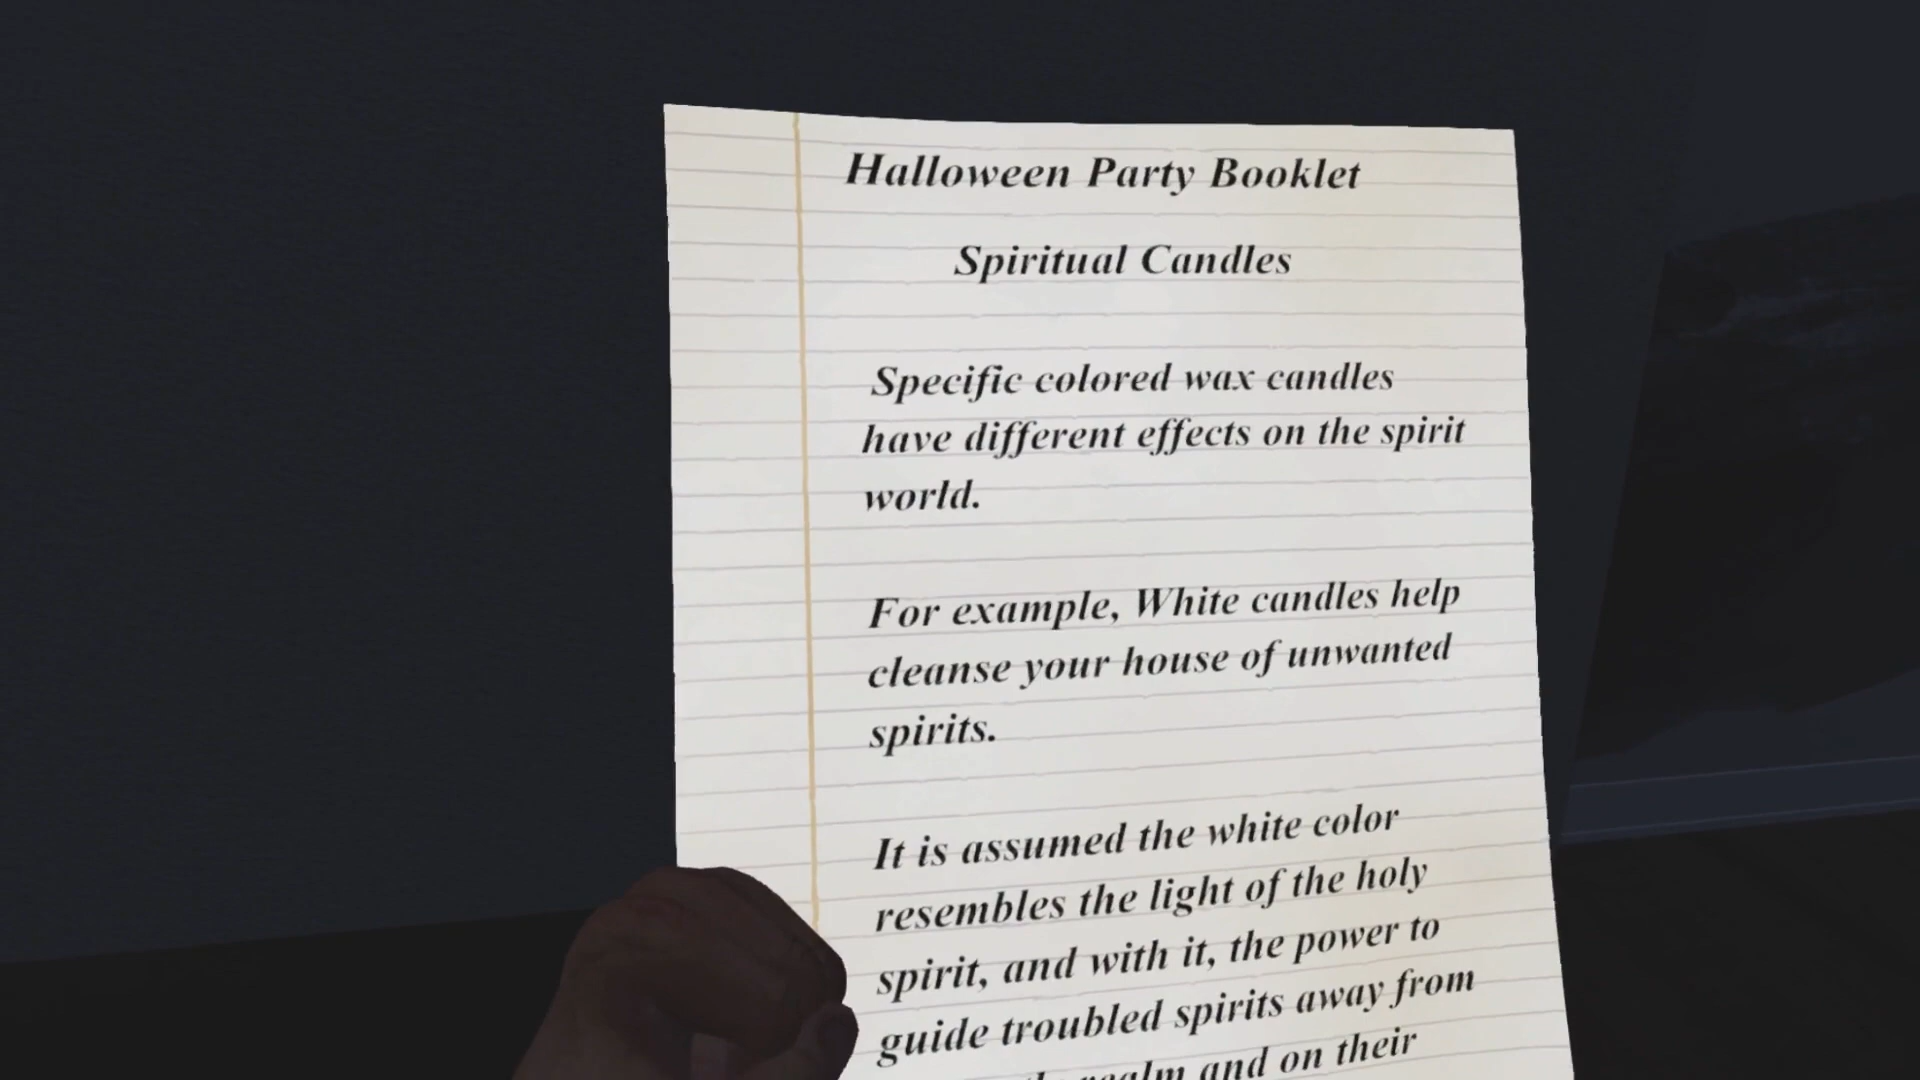 Halloween Party Booklet
Spiritual Candles
Specific colored wax candles
have different effects on the spirit
world.
For example, White candles help
cleanse your house of unwanted
spirits.
It is assumed the white color
resembles the light of the holy
spirit, and with it, the power to
guide troubled spirits away from
realm and on their